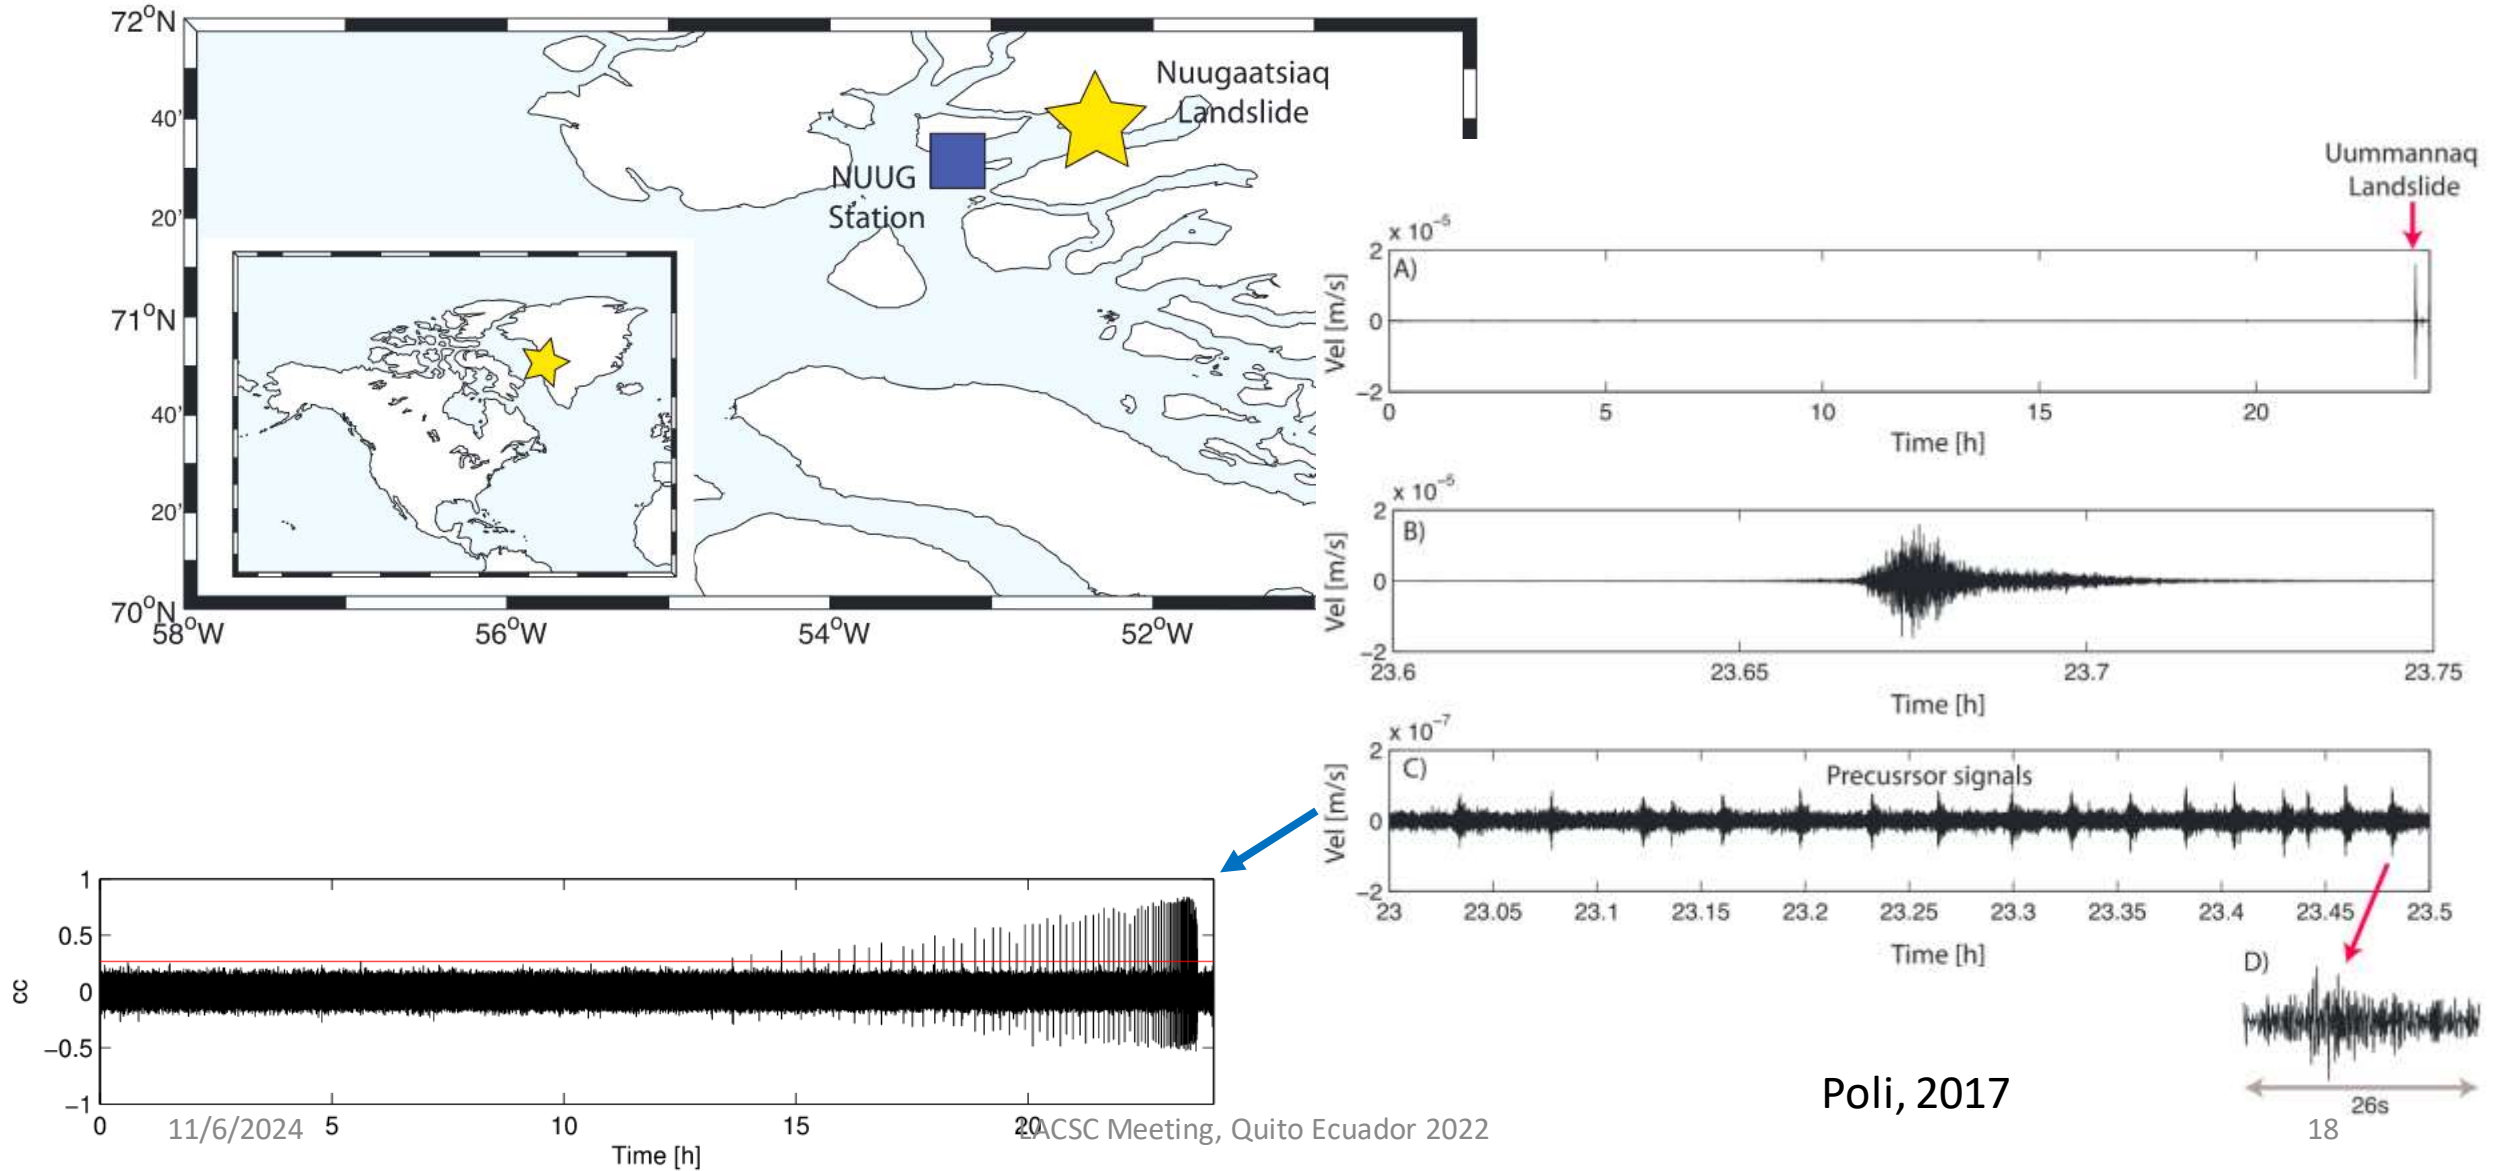 72°N
40'
20'
71°N
40'
20'
70°N
58°W
56°W
54°W
52°W
Nuugaatsiaq
Landslide
NUUG
Station
Uummannaq
Landslide
x 10⁻⁵
A)
2
0
−2
Vel [m/s]
0
5
10
15
20
Time [h]
x 10⁻⁵
B)
2
0
−2
Vel [m/s]
23.6
23.65
23.7
23.75
Time [h]
x 10⁻⁷
C)
Precusrsor signals
2
0
−2
Vel [m/s]
23
23.05
23.1
23.15
23.2
23.25
23.3
23.35
23.4
23.45
23.5
Time [h]
D)
26s
1
0.5
0
−0.5
−1
cc
0
5
10
15
20
Time [h]
Poli, 2017
11/6/2024
LACSC Meeting, Quito Ecuador 2022
18